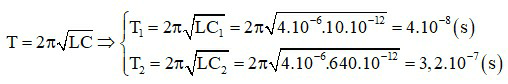 T = 2π√LC ⇒ { T₁ = 2π√LC₁ = 2π√4.10⁻⁶.10.10⁻¹² = 4.10⁻⁸ (s)
T₂ = 2π√LC₂ = 2π√4.10⁻⁶.640.10⁻¹² = 3,2.10⁻⁷ (s)